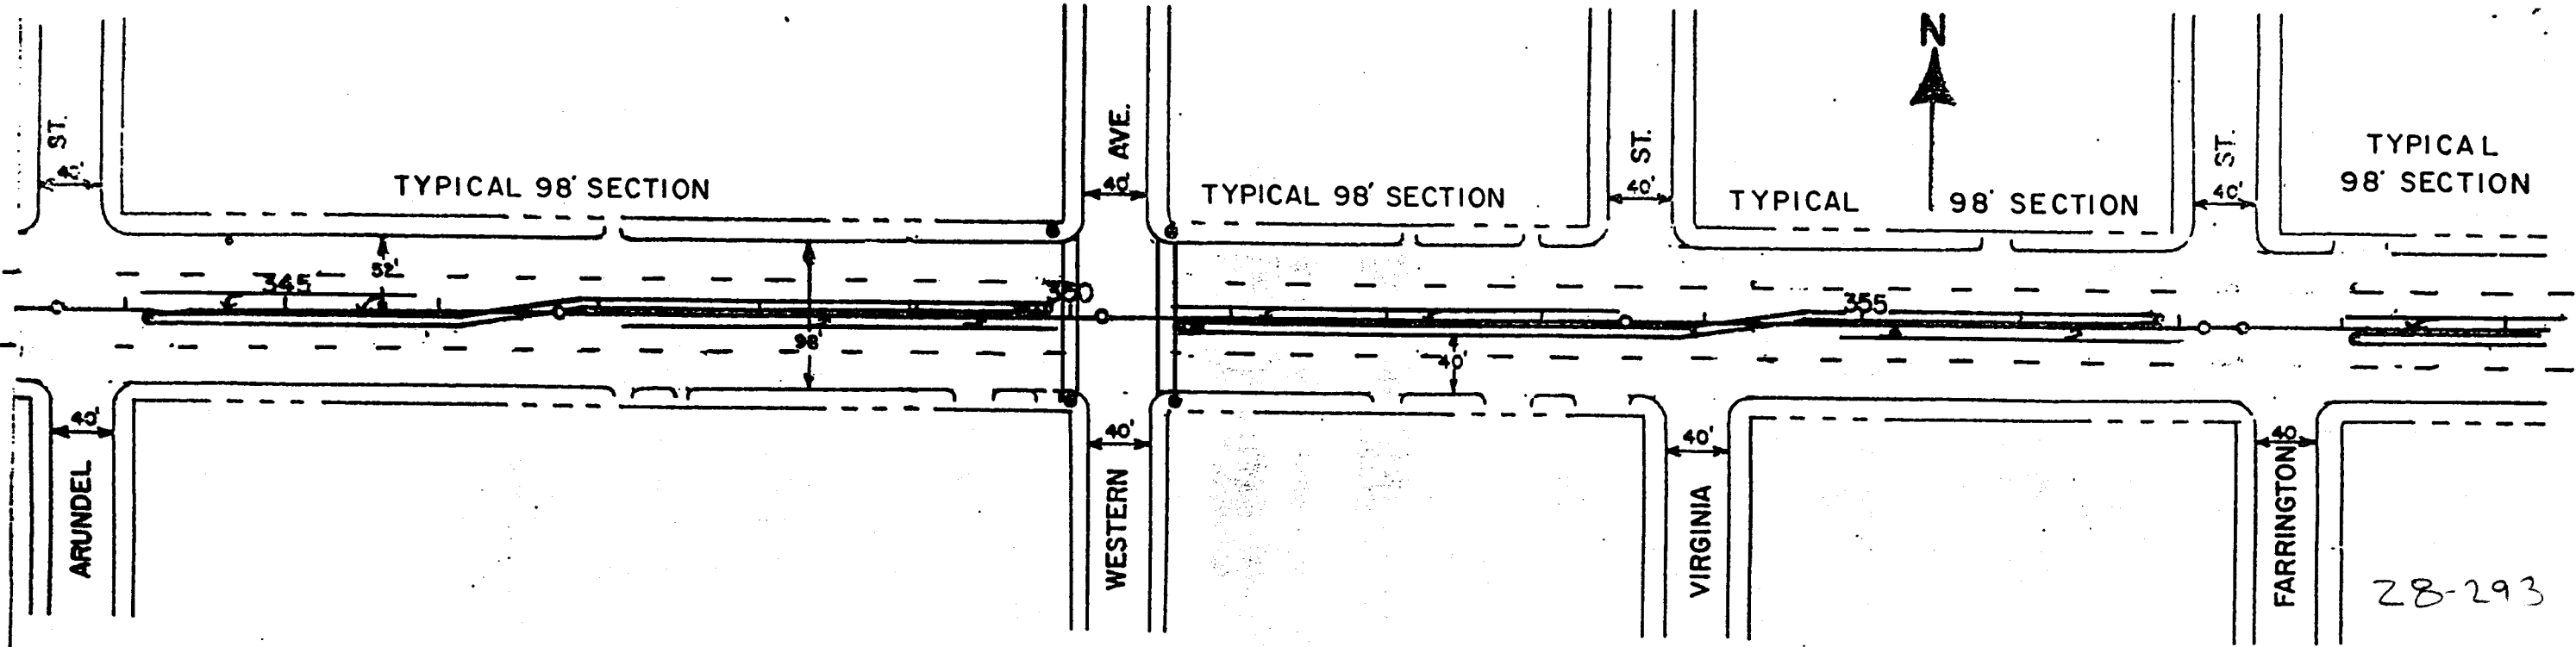 N
ST.
AVE.
ST.
ST.
TYPICAL
98' SECTION
40'
40'
40'
TYPICAL 98' SECTION
TYPICAL 98' SECTION
TYPICAL 98' SECTION
52'
345
350
355
98'
40'
40'
40'
40'
40
ARUNDEL
WESTERN
VIRGINIA
FARRINGTON
28-293